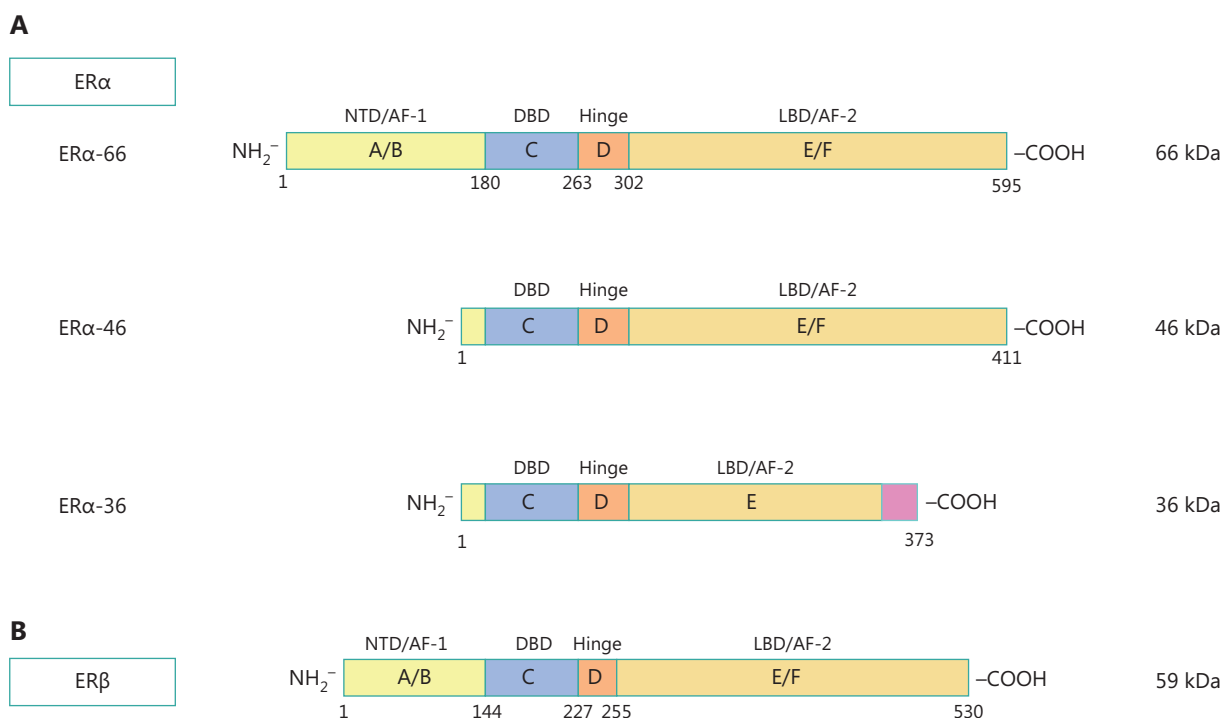 A
ERα
NTD/AF-1 DBD Hinge LBD/AF-2
ERα-66 NH₂⁻ A/B C D E/F –COOH 66 kDa
1 180 263 302 595
DBD Hinge LBD/AF-2
ERα-46 NH₂⁻ C D E/F –COOH 46 kDa
1 411
DBD Hinge LBD/AF-2
ERα-36 NH₂⁻ C D E –COOH 36 kDa
1 373
B
NTD/AF-1 DBD Hinge LBD/AF-2
ERβ NH₂⁻ A/B C D E/F –COOH 59 kDa
1 144 227 255 530